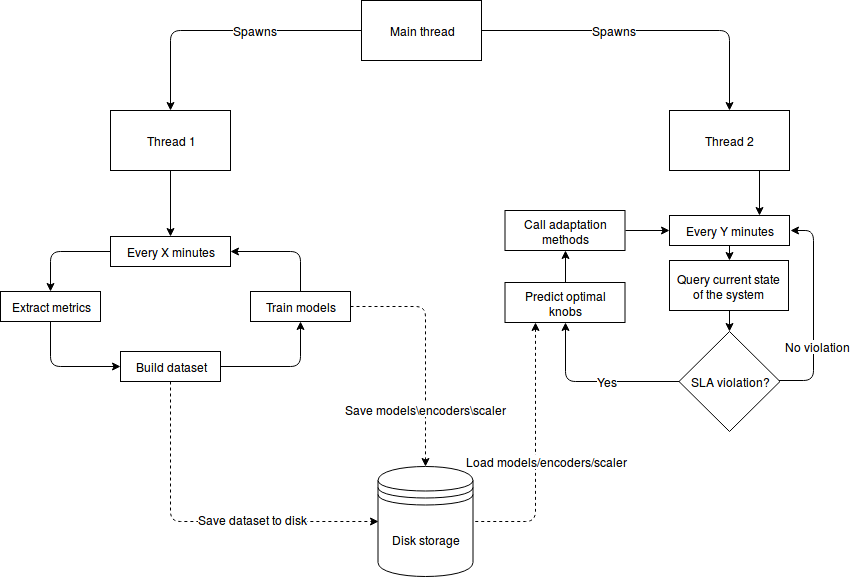 Main thread
Spawns
Spawns
Thread 1
Thread 2
Every X minutes
Extract metrics
Train models
Build dataset
Call adaptation
methods
Every Y minutes
Predict optimal
knobs
Query current state
of the system
No violation
SLA violation?
Yes
Save models\encoders\scaler
Load models/encoders/scaler
Save dataset to disk
Disk storage